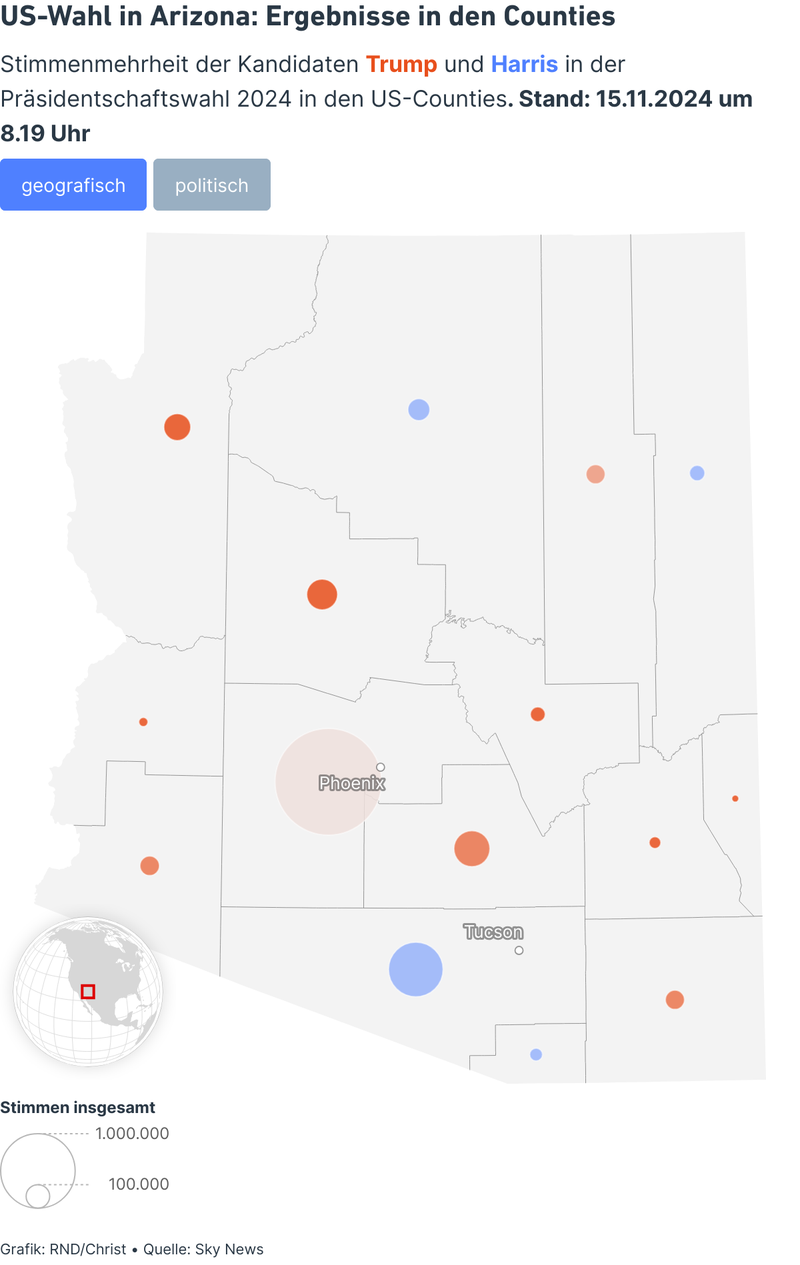 US-Wahl in Arizona: Ergebnisse in den Counties
Stimmenmehrheit der Kandidaten Trump und Harris in der
Präsidentschaftswahl 2024 in den US-Counties. Stand: 15.11.2024 um
8.19 Uhr
geografisch
politisch
Phoenix
Tucson
Stimmen insgesamt
1.000.000
100.000
Grafik: RND/Christ • Quelle: Sky News